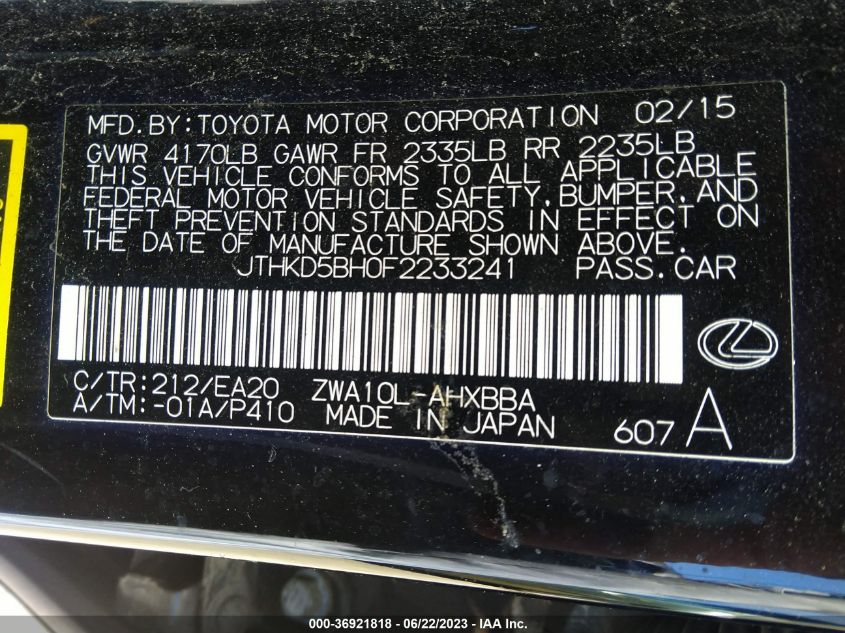 MFD.BY:TOYOTA MOTOR CORPORATION 02/15
GVWR 4170LB GAWR FR 2335LB RR 2235LB
THIS VEHICLE CONFORMS TO ALL APPLICABLE
FEDERAL MOTOR VEHICLE SAFETY,BUMPER,AND
THEFT PREVENTION STANDARDS IN EFFECT ON
THE DATE OF MANUFACTURE SHOWN ABOVE.
JTHKD5BH0F2233241 PASS.CAR
C/TR:212/EA20 ZWA10L-AHXBBA
A/TM:-01A/P410 MADE IN JAPAN 607 A
000-36921818 - 06/22/2023 - IAA Inc.